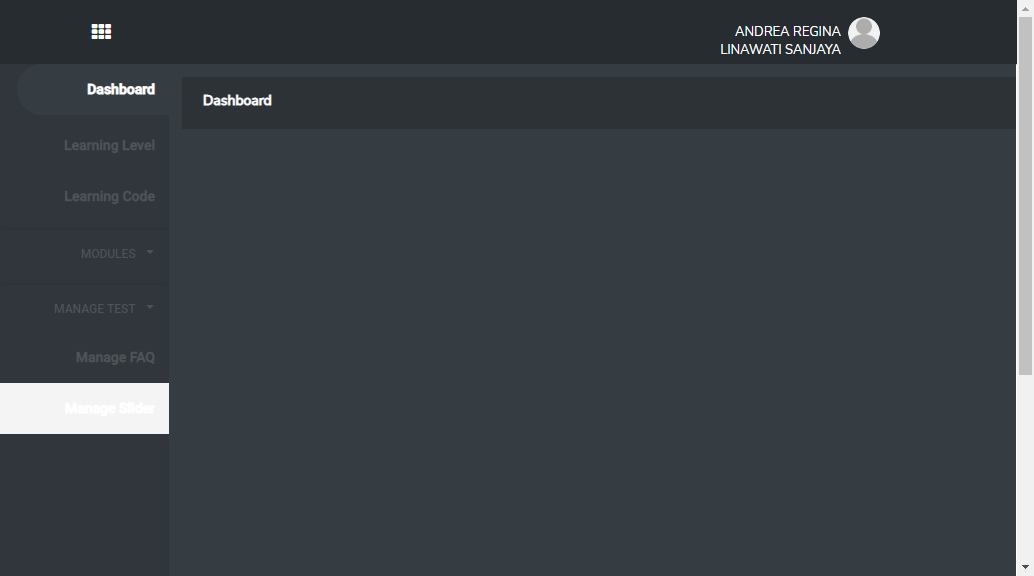 ANDREA REGINA
LINAWATI SANJAYA
Dashboard
Dashboard
Learning Level
Learning Code
MODULES
MANAGE TEST
Manage FAQ
Manage Slider